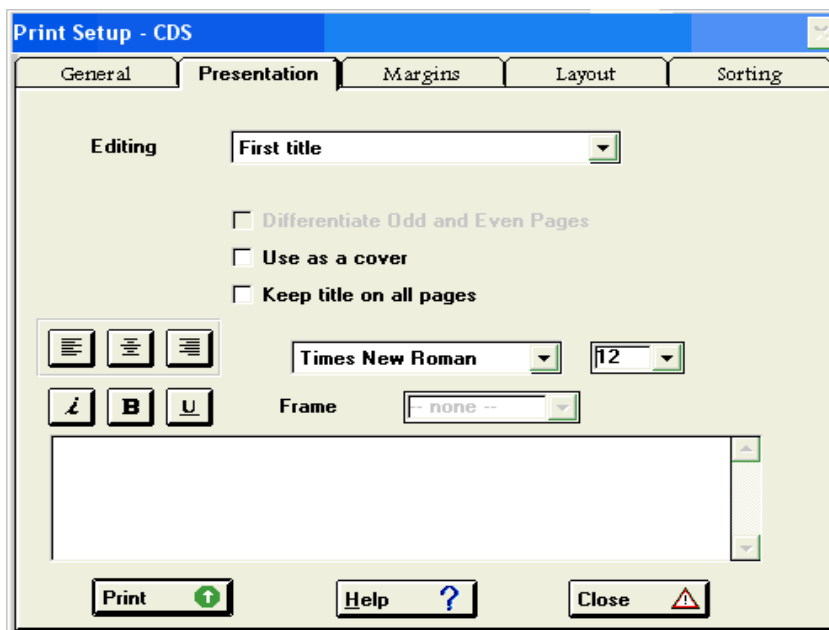 Print Setup - CDS
General Presentation Margins Layout Sorting
Editing First title
Differentiate Odd and Even Pages
Use as a cover
Keep title on all pages
Times New Roman 12
i B U Frame -- none --
Print Help ? Close